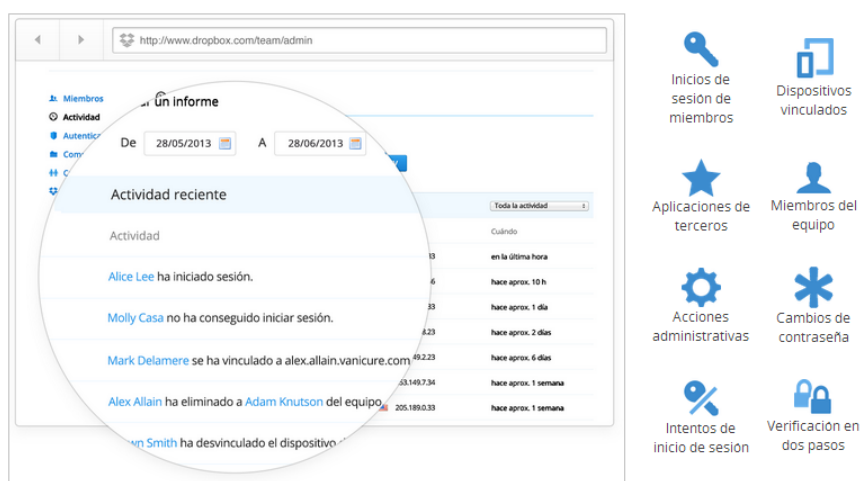 http://www.dropbox.com/team/admin
Miembros
Actividad
un informe
De 28/05/2013 A 28/06/2013
Actividad reciente
Toda la actividad
Actividad
Cuándo
Alice Lee ha iniciado sesión.
en la última hora
hace aprox. 10 h
Molly Casa no ha conseguido iniciar sesión.
hace aprox. 1 día
hace aprox. 2 días
Mark Delamere se ha vinculado a alex.allain.vanicure.com
hace aprox. 6 días
hace aprox. 1 semana
Alex Allain ha eliminado a Adam Knutson del equipo.
205.189.0.33 hace aprox. 1 semana
Smith ha desvinculado el dispositivo
Inicios de
sesión de
miembros
Dispositivos
vinculados
Aplicaciones de
terceros
Miembros del
equipo
Acciones
administrativas
Cambios de
contraseña
Intentos de
inicio de sesión
Verificación en
dos pasos